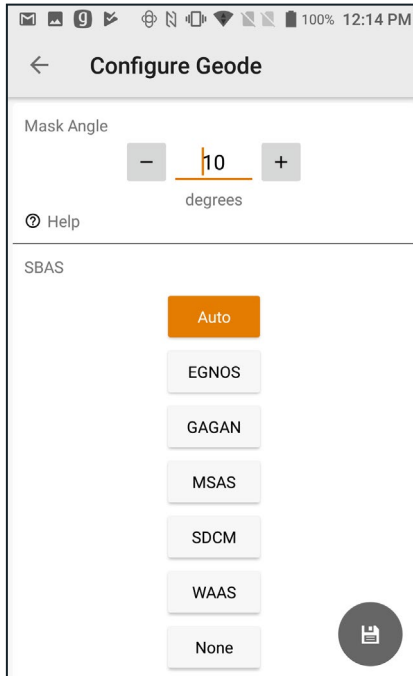 100% 12:14 PM
Configure Geode
Mask Angle
− 10 +
degrees
Help
SBAS
Auto
EGNOS
GAGAN
MSAS
SDCM
WAAS
None